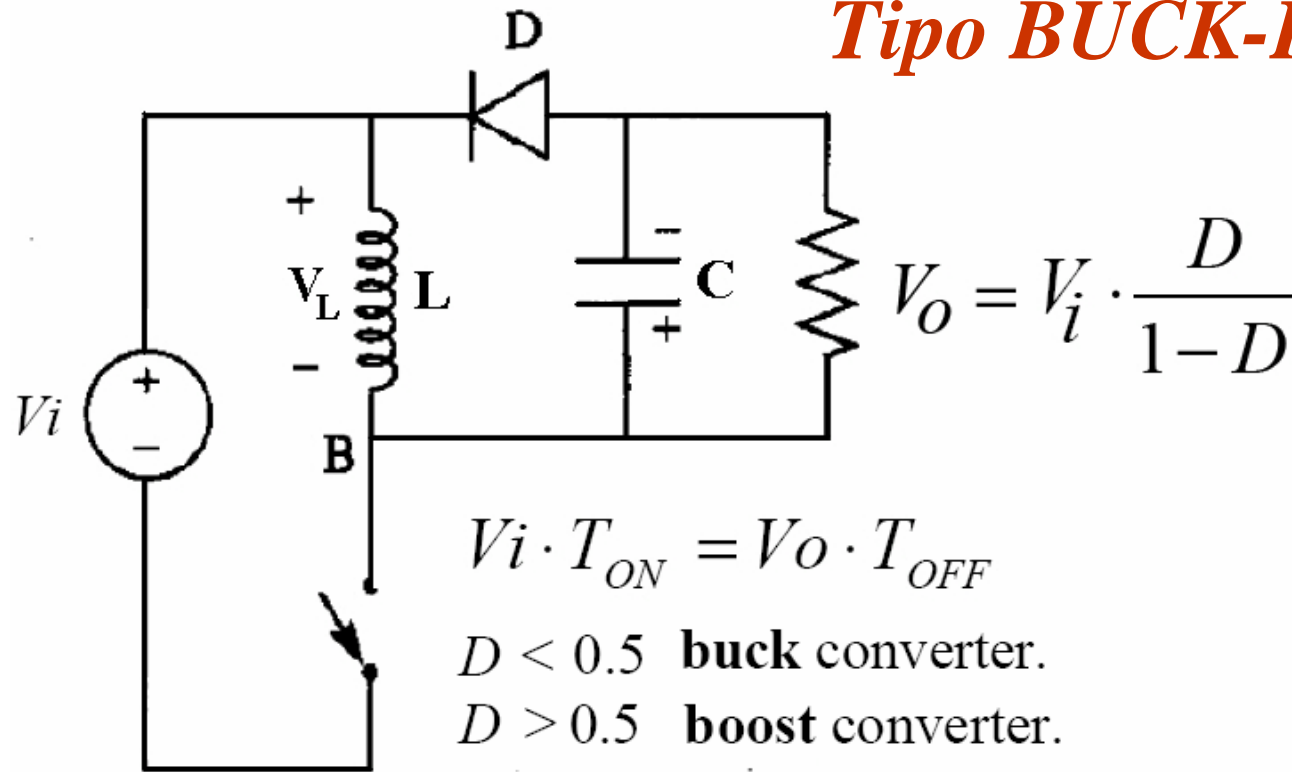 Tipo BUCK-
D
+
V_L
L
-
-
C
+
V_O = V_i · D / (1 − D)
+
Vi
−
B
Vi · T_ON = Vo · T_OFF
D < 0.5 buck converter.
D > 0.5 boost converter.